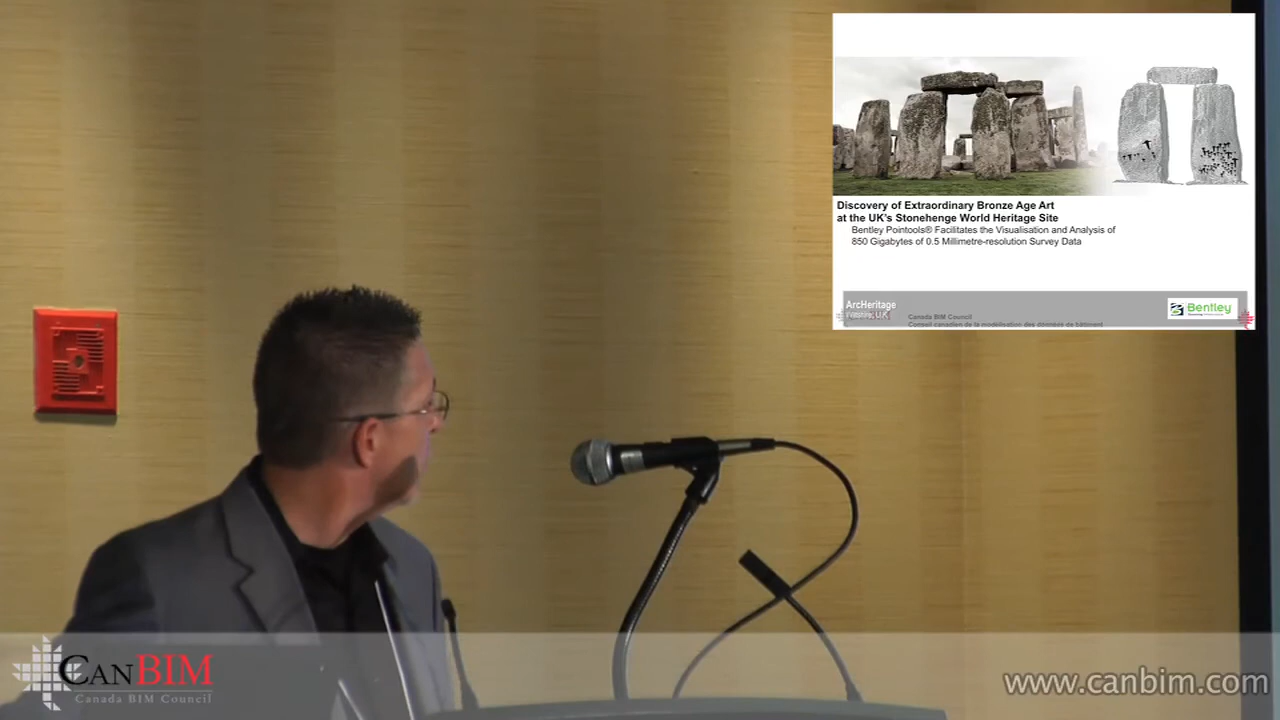 Discovery of Extraordinary Bronze Age Art
at the UK's Stonehenge World Heritage Site
Bentley Pointools® Facilitates the Visualisation and Analysis of
850 Gigabytes of 0.5 Millimetre-resolution Survey Data
ArcHeritage
UK
Bentley
Canada BIM Council
Conseil canadien de la modélisation des données de bâtiment
CANBIM
Canada BIM Council
www.canbim.com